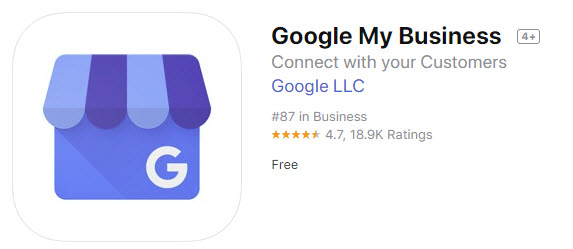 Google My Business 4+
Connect with your Customers
Google LLC
#87 in Business
4.7, 18.9K Ratings
Free
G